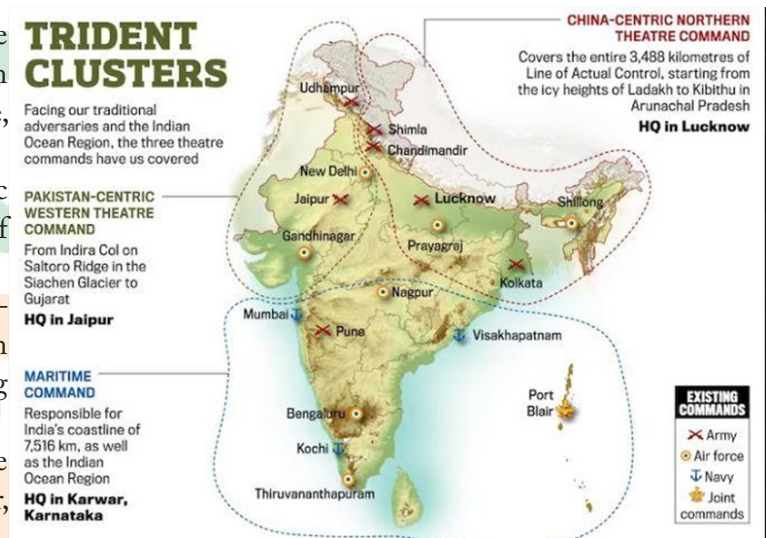 TRIDENT
CLUSTERS
Facing our traditional
adversaries and the Indian
Ocean Region, the three theatre
commands have us covered
PAKISTAN-CENTRIC
WESTERN THEATRE
COMMAND
From Indira Col on
Saltoro Ridge in the
Siachen Glacier to
Gujarat
HQ in Jaipur
MARITIME
COMMAND
Responsible for
India's coastline of
7,516 km, as well
as the Indian
Ocean Region
HQ in Karwar,
Karnataka
CHINA-CENTRIC NORTHERN
THEATRE COMMAND
Covers the entire 3,488 kilometres of
Line of Actual Control, starting from
the icy heights of Ladakh to Kibithu in
Arunachal Pradesh
HQ in Lucknow
Udhampur
Shimla
Chandimandir
New Delhi
Jaipur
Lucknow
Shillong
Gandhinagar
Prayagraj
Kolkata
Nagpur
Mumbai
Pune
Visakhapatnam
Port
Blair
Bengaluru
Kochi
Thiruvananthapuram
EXISTING
COMMANDS
Army
Air force
Navy
Joint
commands